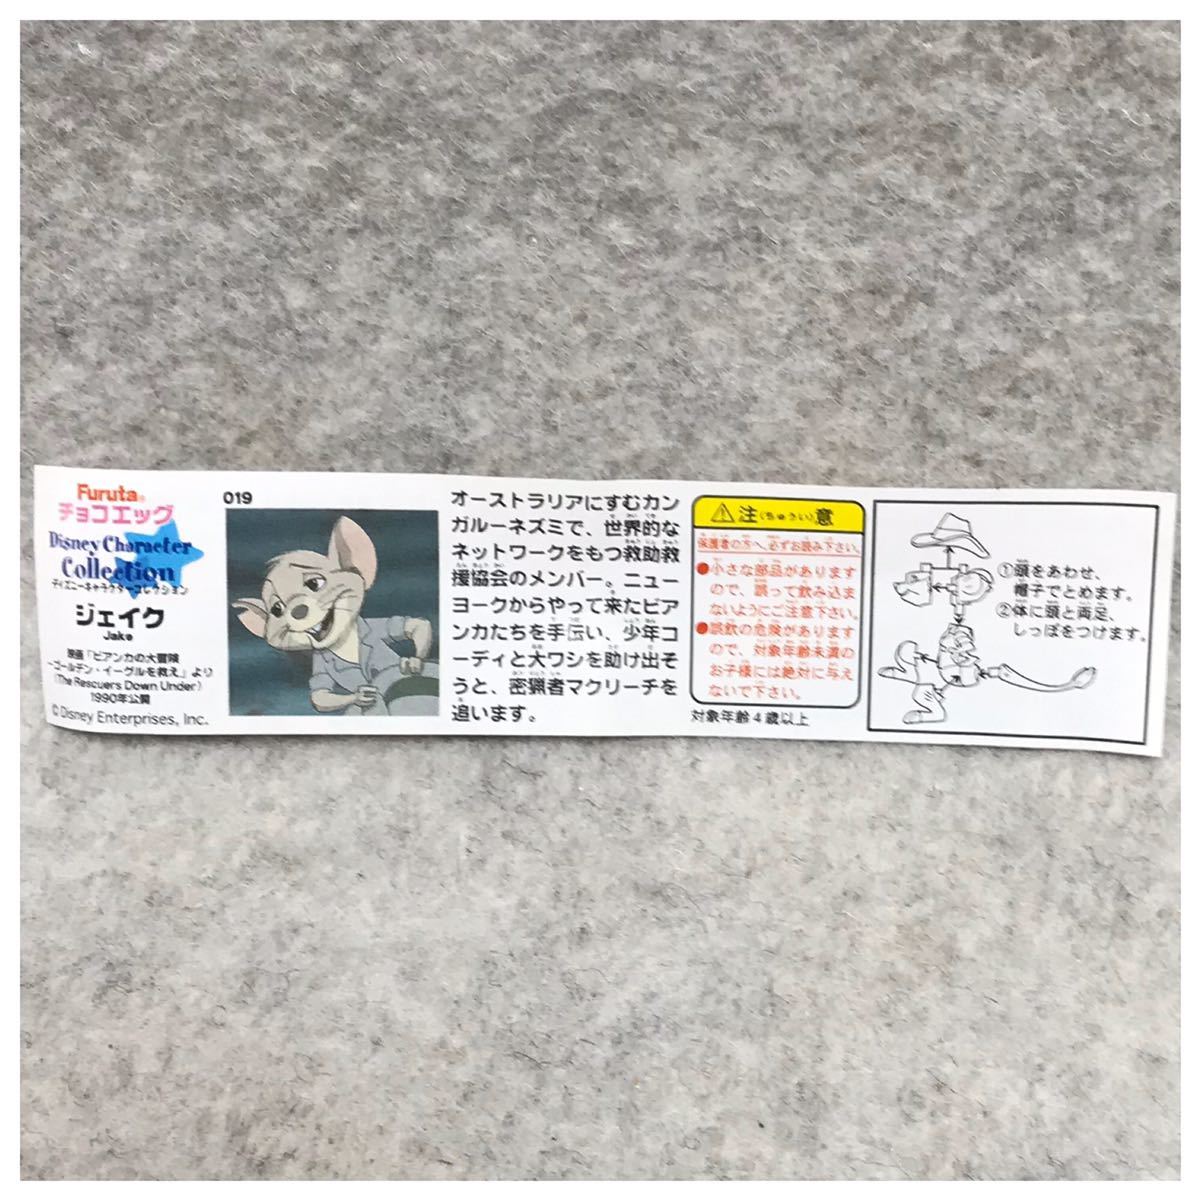 Furuta®
チョコエッグ
Disney Character
Collection
ディズニーキャラクターコレクション
ジェイク
Jake
映画「ビアンカの大冒険
~ゴールデン・イーグルを救え」より
(The Rescuers Down Under)
1990年公開
©Disney Enterprises, Inc.
019
オーストラリアにすむカン
ガルーネズミで、世界的な
ネットワークをもつ救助救
援協会のメンバー。ニュー
ヨークからやって来たビア
ンカたちを手伝い、少年コ
ーディと大ワシを助け出そ
うと、密猟者マクリーチを
追います。
注(ちゅうい)意
保護者の方へ、必ずお読み下さい。
●小さな部品があります
ので、誤って飲み込ま
ないようにご注意下さい。
●誤飲の危険があります
ので、対象年齢未満の
お子様には絶対に与え
ないで下さい。
対象年齢4歳以上
①頭をあわせ、
帽子でとめます。
②体に頭と両足、
しっぽをつけます。